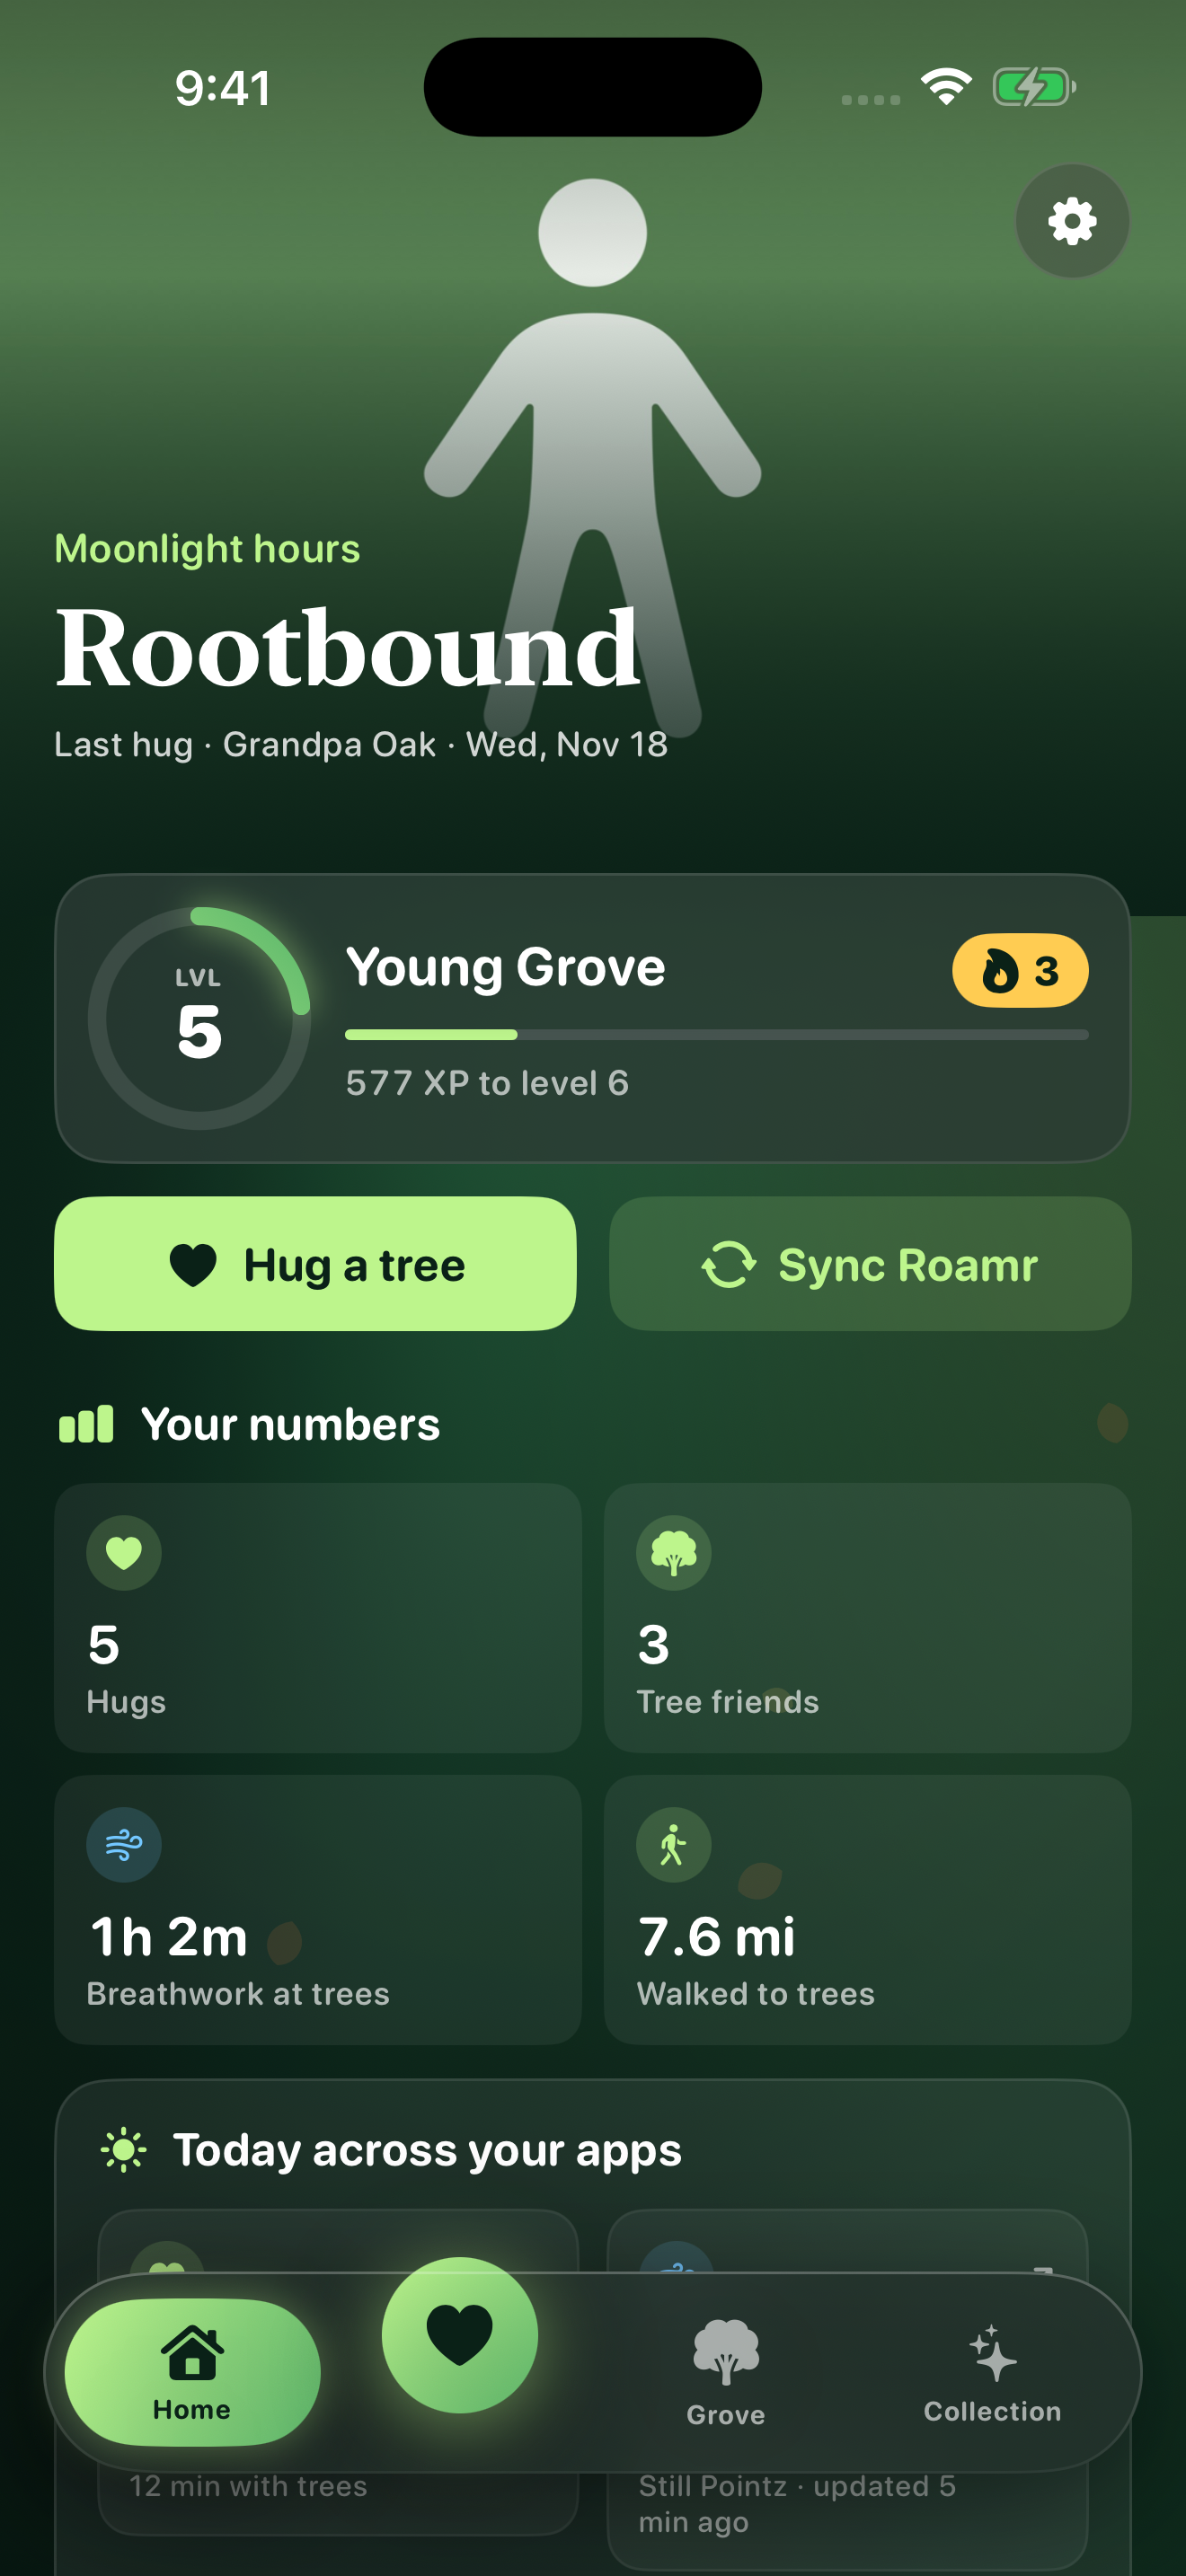 9:41
Moonlight hours
Rootbound
Last hug · Grandpa Oak · Wed, Nov 18
LVL
5
Young Grove
3
577 XP to level 6
Hug a tree
Sync Roamr
Your numbers
5
Hugs
3
Tree friends
1h 2m
Breathwork at trees
7.6 mi
Walked to trees
Today across your apps
Home
Grove
Collection
12 min with trees
Still Pointz · updated 5
min ago